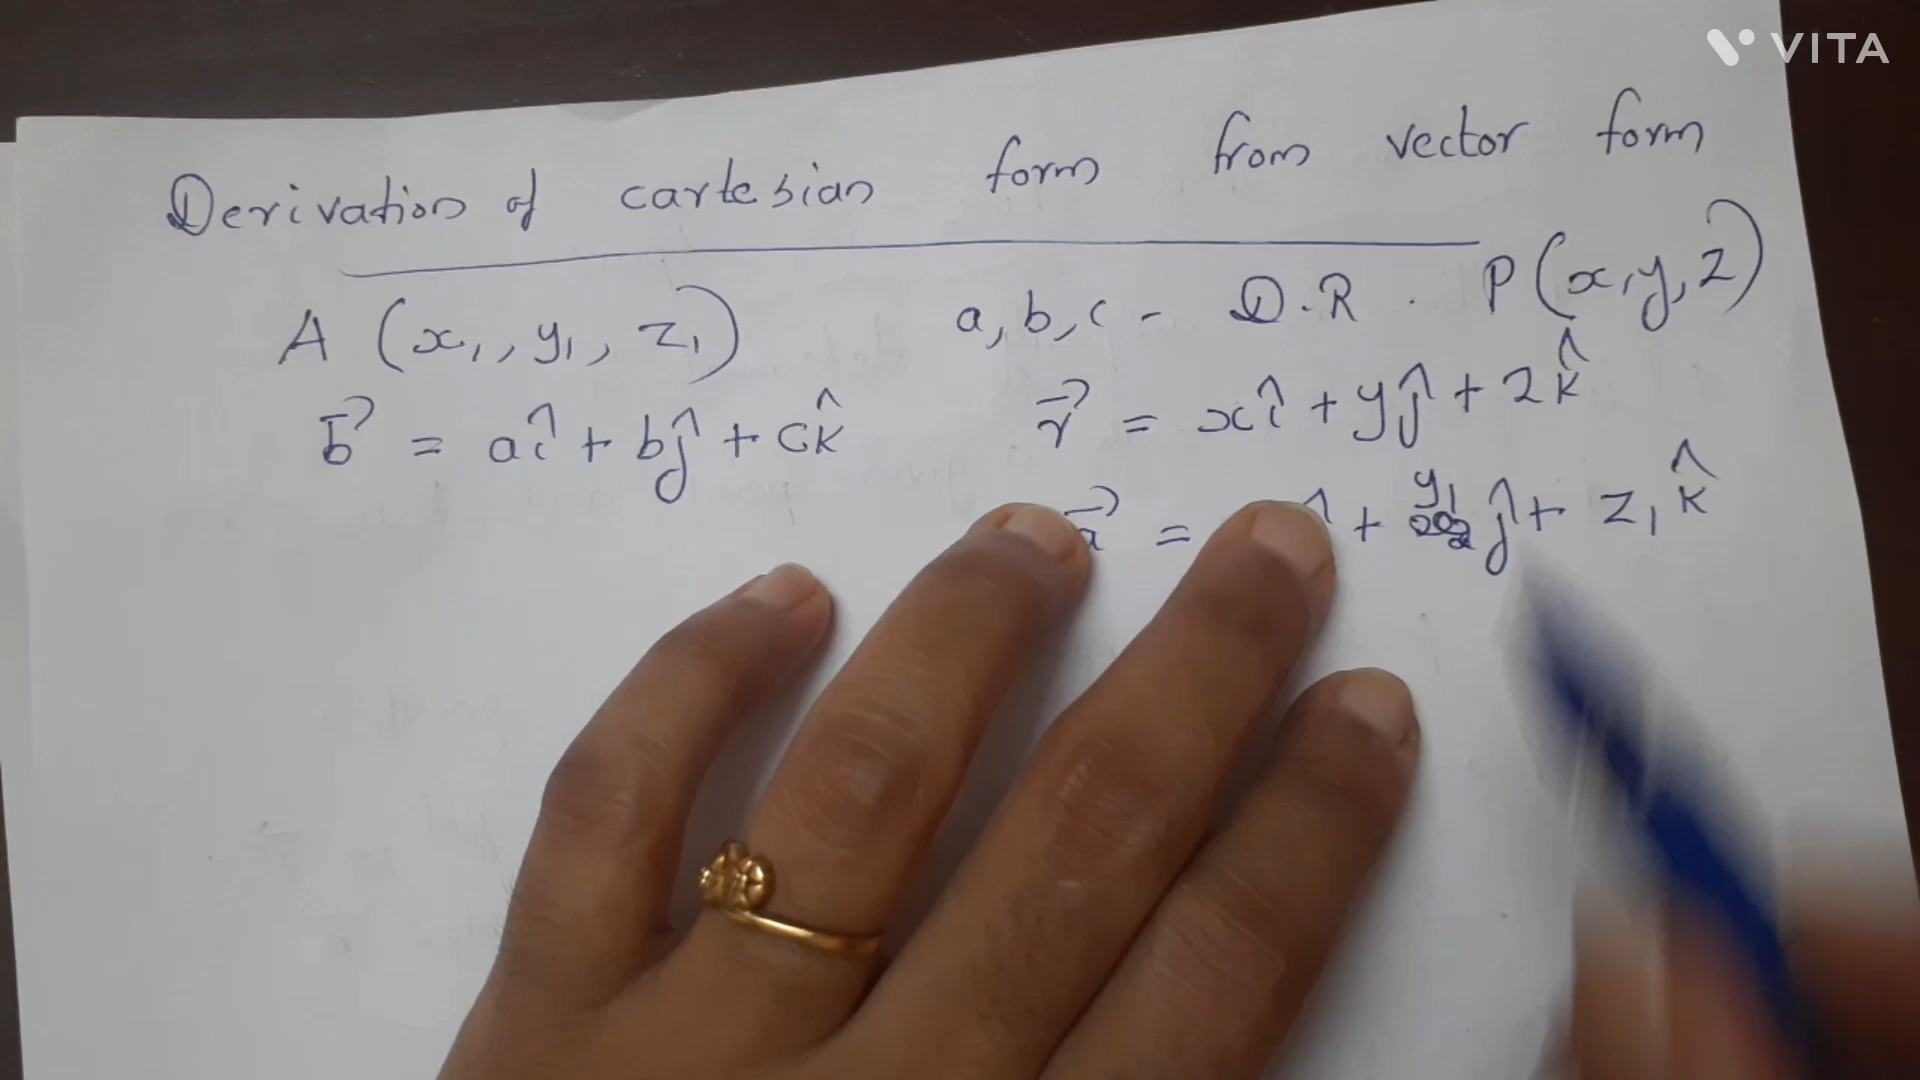 VITA
Derivation of cartesian form from vector form
A (x₁, y₁, z₁) a, b, c - D.R. P(x, y, z)
b⃗ = aî + bĵ + ck̂ r⃗ = xî + yĵ + zk̂
a⃗ = + y₁ĵ + z₁k̂